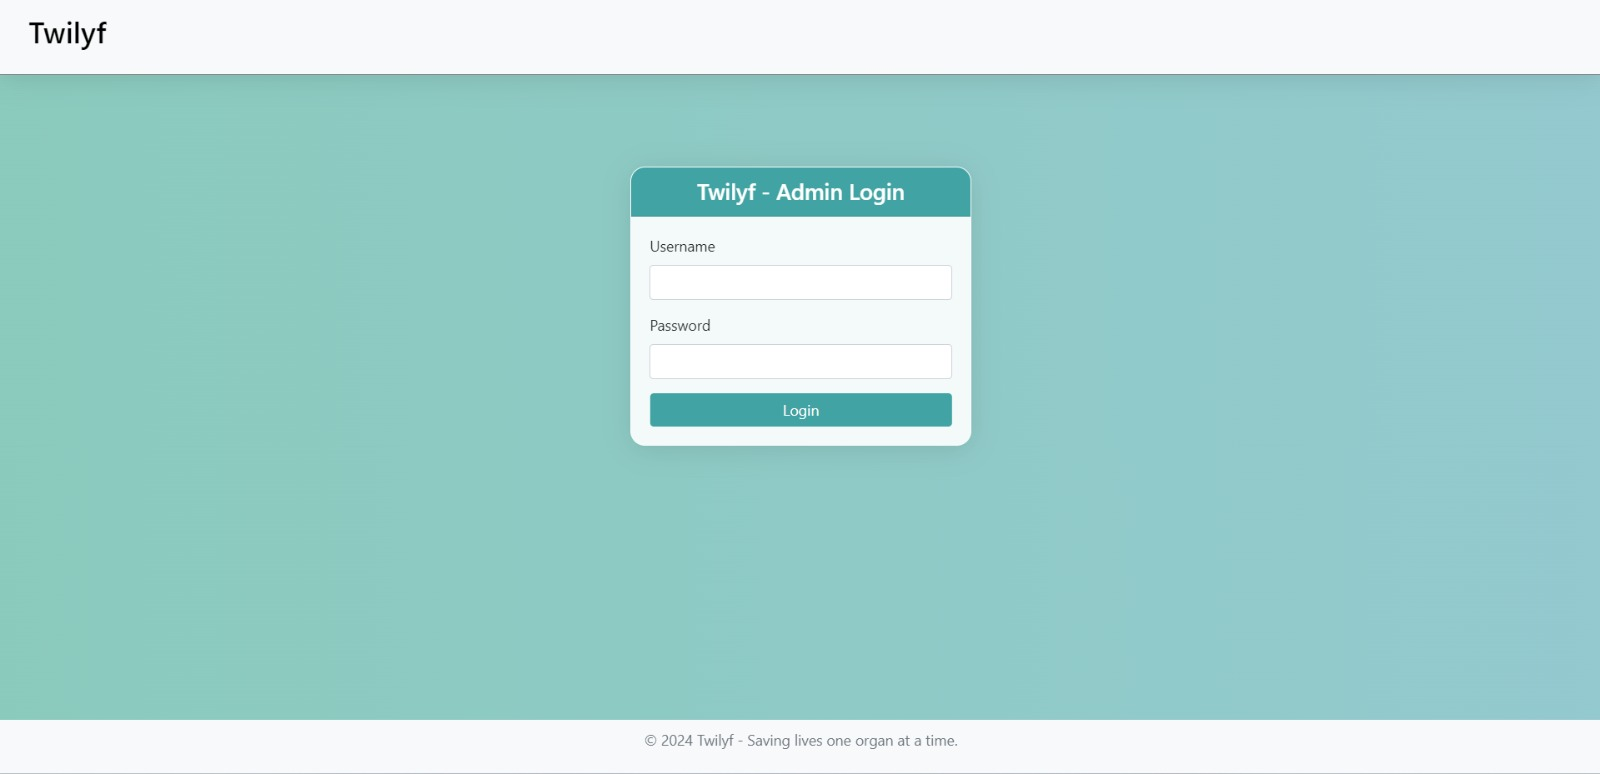 Twilyf
Twilyf - Admin Login
Username
Password
Login
© 2024 Twilyf - Saving lives one organ at a time.